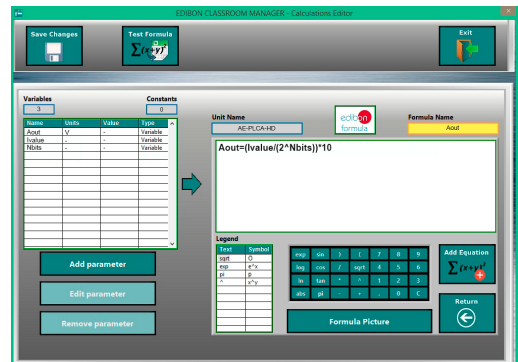 EDIBON CLASSROOM MANAGER - Calculations Editor
Save Changes
Test Formula
Σ(x+y)
Exit
Variables
3
Constants
0
Name Units Value Type
Aout V - Variable
Ivalue - - Variable
Nbits - - Variable
Unit Name
AE-PLCA-HD
edibon
formula
Formula Name
Aout
Aout=(Ivalue/(2^Nbits))*10
Legend
Text Symbol
sqrt O
exp e^x
pi p
^ x^y
exp sin ) ( 7 8 9
log cos / sqrt 4 5 6
ln tan * ^ 1 2 3
abs pi - + . 0 C
Add Equation
Σ(x+y)
Add parameter
Edit parameter
Remove parameter
Formula Picture
Return